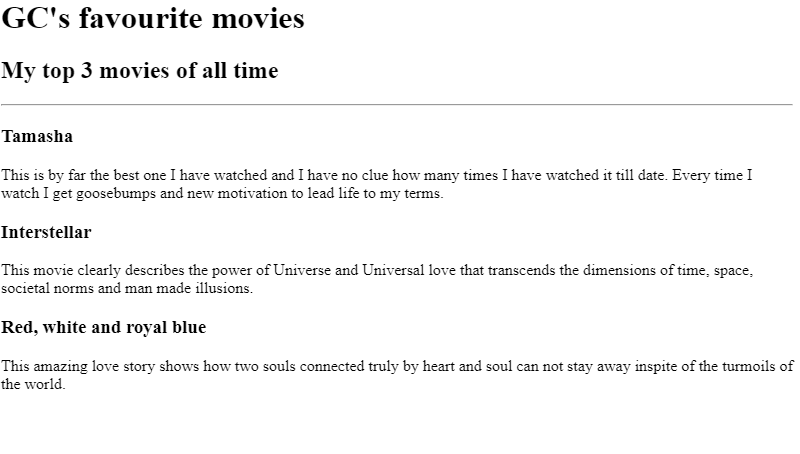 GC's favourite movies
My top 3 movies of all time
Tamasha
This is by far the best one I have watched and I have no clue how many times I have watched it till date. Every time I
watch I get goosebumps and new motivation to lead life to my terms.
Interstellar
This movie clearly describes the power of Universe and Universal love that transcends the dimensions of time, space,
societal norms and man made illusions.
Red, white and royal blue
This amazing love story shows how two souls connected truly by heart and soul can not stay away inspite of the turmoils of
the world.